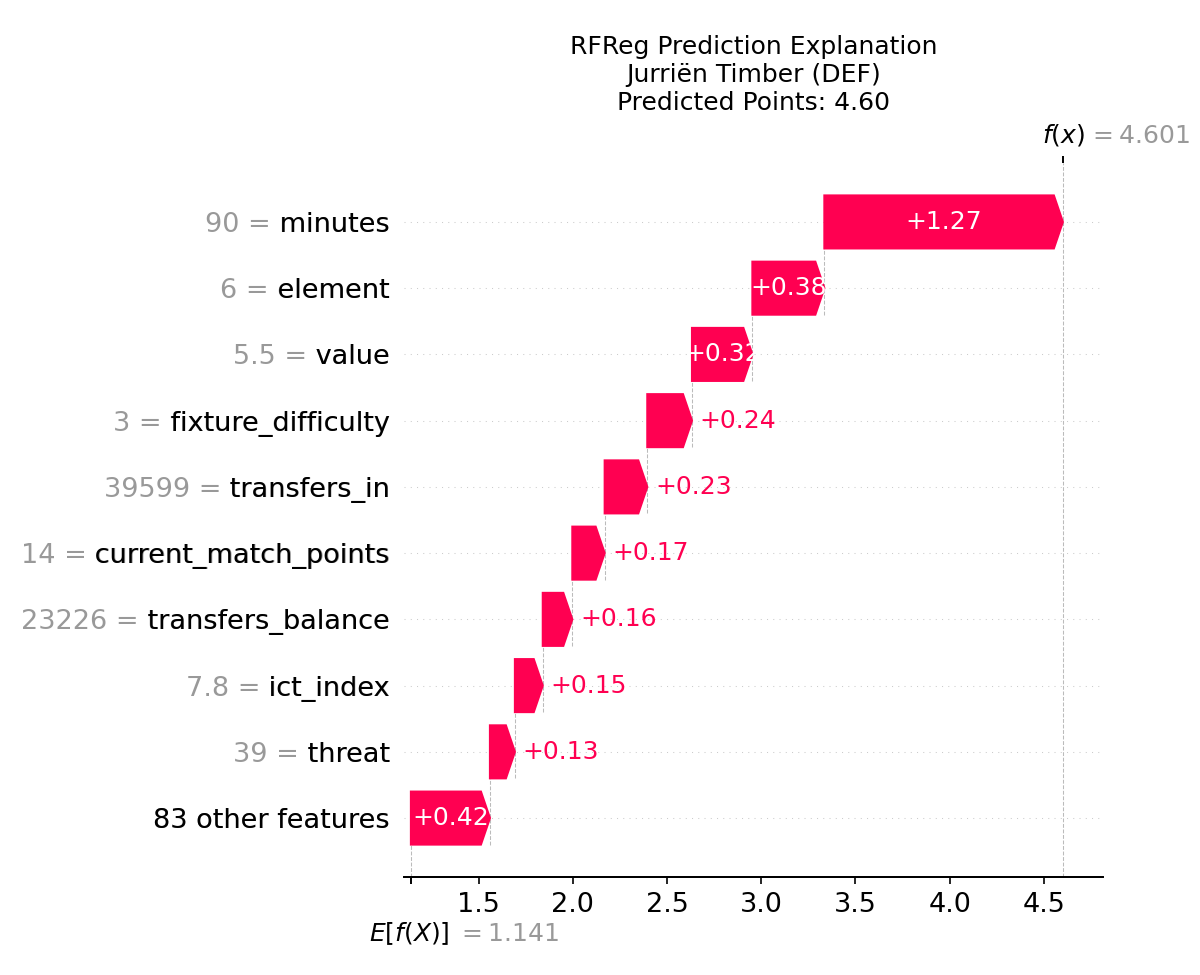 RFReg Prediction Explanation
Jurriën Timber (DEF)
Predicted Points: 4.60
f(x) = 4.601
90 = minutes +1.27
6 = element +0.38
5.5 = value +0.32
3 = fixture_difficulty +0.24
39599 = transfers_in +0.23
14 = current_match_points +0.17
23226 = transfers_balance +0.16
7.8 = ict_index +0.15
39 = threat +0.13
83 other features +0.42
1.5 2.0 2.5 3.0 3.5 4.0 4.5
E[f(X)] = 1.141